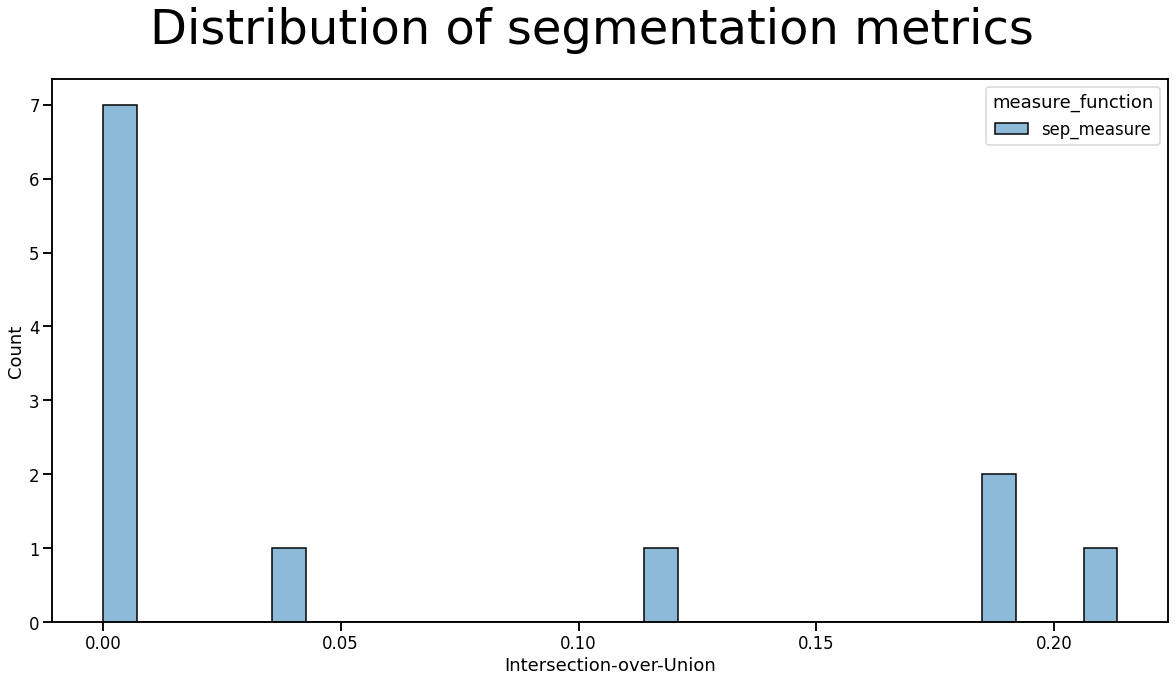 Distribution of segmentation metrics
measure_function
sep_measure
7
6
5
4
3
2
1
0
Count
0.00 0.05 0.10 0.15 0.20
Intersection-over-Union